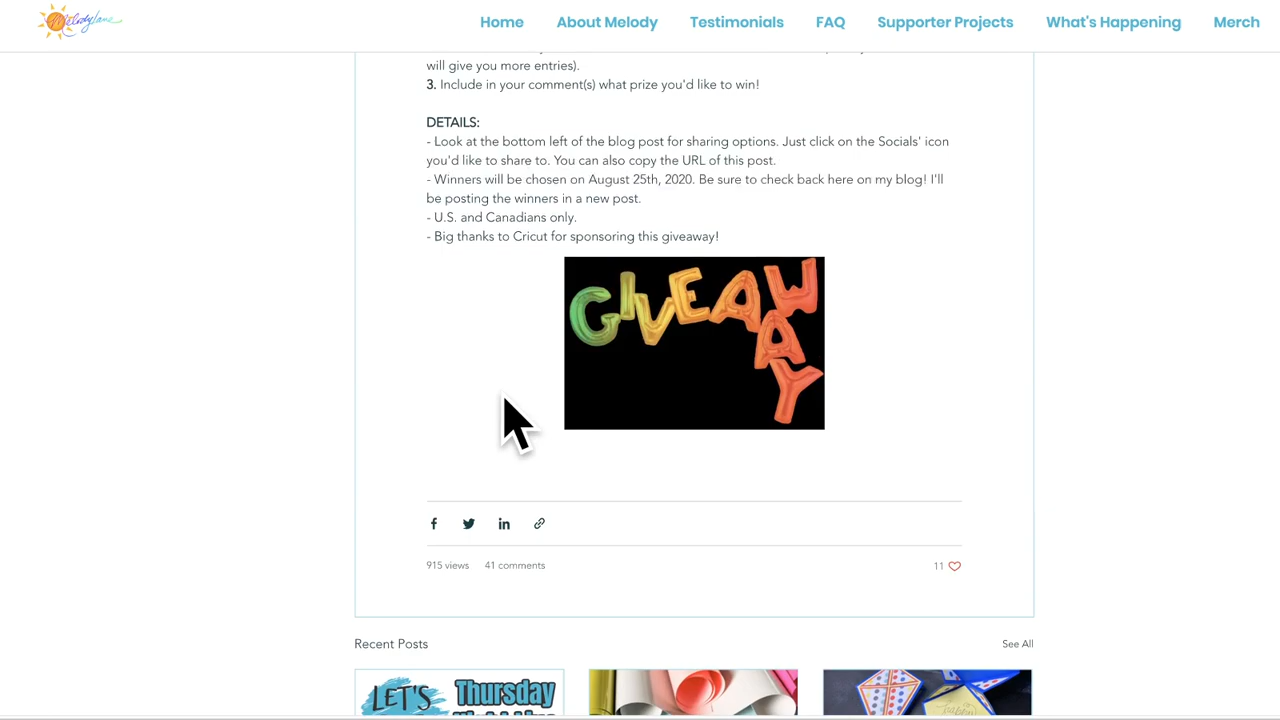 Melody Lane
Home About Melody Testimonials FAQ Supporter Projects What's Happening Merch
will give you more entries).
3. Include in your comment(s) what prize you'd like to win!
DETAILS:
- Look at the bottom left of the blog post for sharing options. Just click on the Socials' icon
you'd like to share to. You can also copy the URL of this post.
- Winners will be chosen on August 25th, 2020. Be sure to check back here on my blog! I'll
be posting the winners in a new post.
- U.S. and Canadians only.
- Big thanks to Cricut for sponsoring this giveaway!
GIVEAWAY
915 views 41 comments
11
Recent Posts
See All
LET'S Thursday